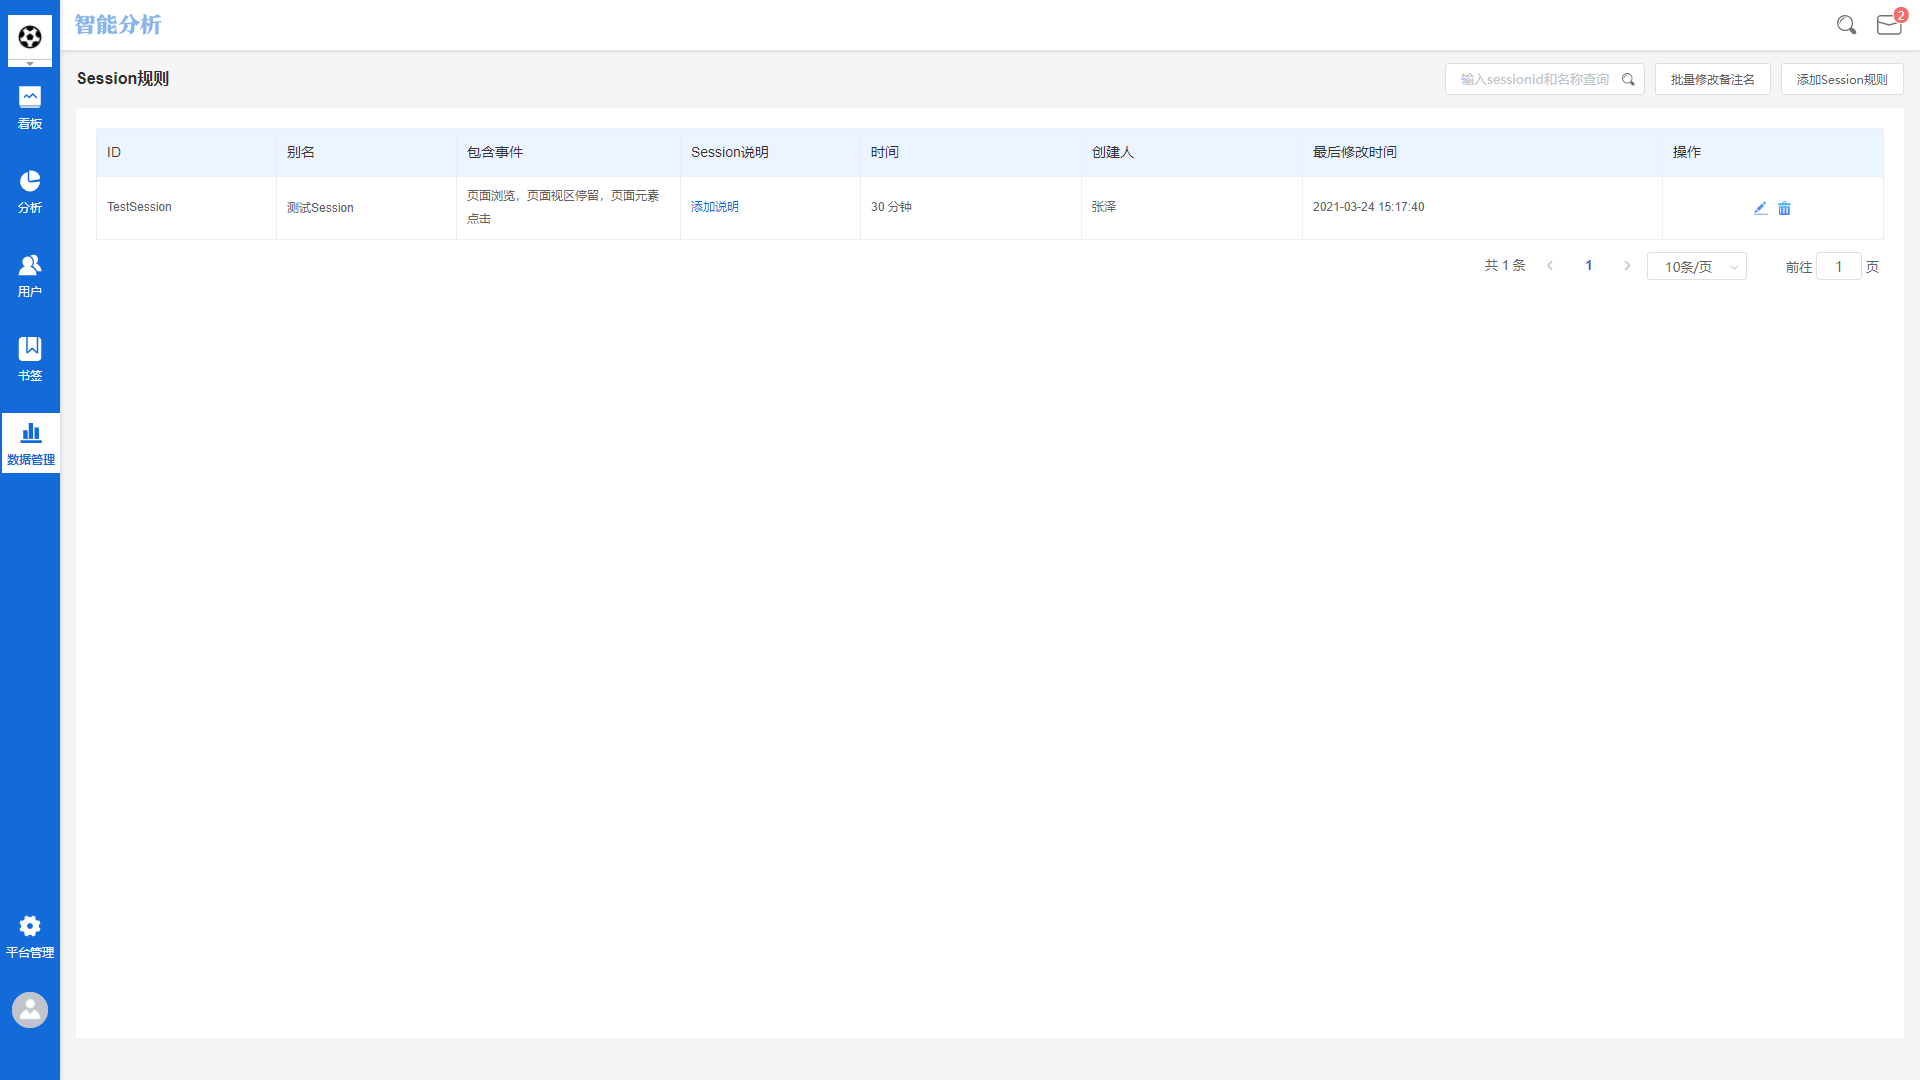 智能分析
2
Session规则
输入sessionid和名称查询
批量修改备注名
添加Session规则
看板
分析
用户
书签
数据管理
平台管理
ID 别名 包含事件 Session说明 时间 创建人 最后修改时间 操作
TestSession 测试Session 页面浏览，页面视区停留，页面元素
点击
添加说明 30 分钟 张泽 2021-03-24 15:17:40
共 1 条 1 10条/页 前往 1 页